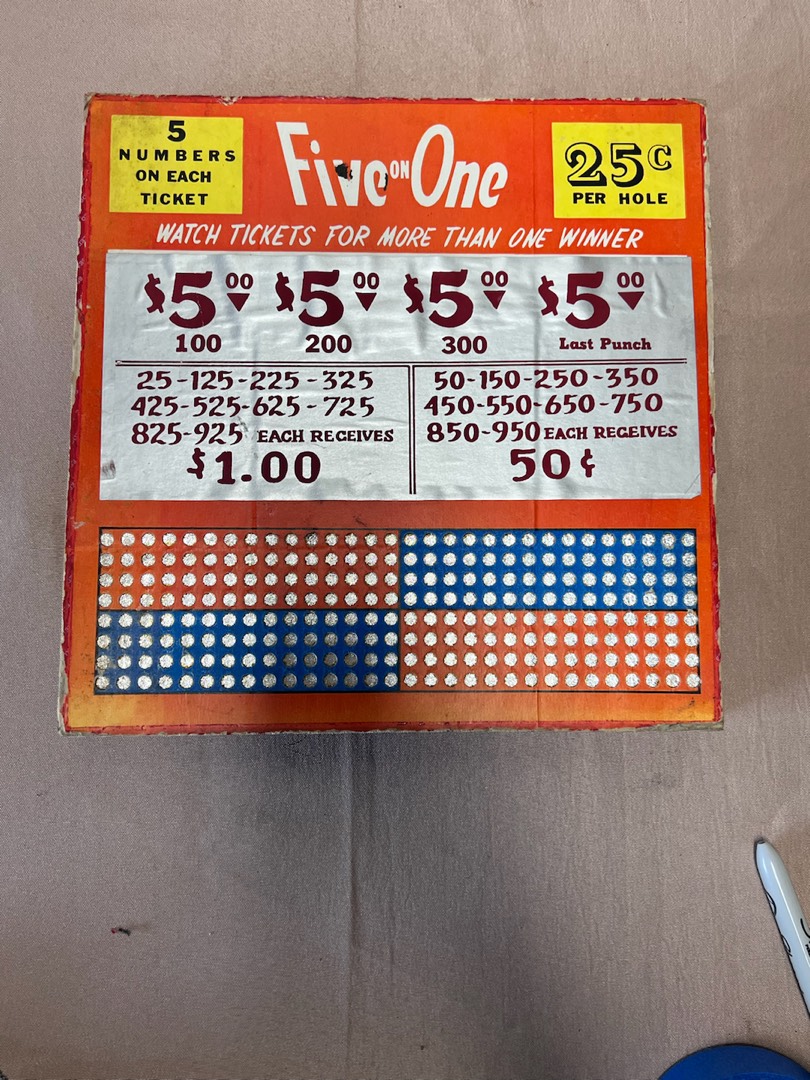 5
NUMBERS
ON EACH
TICKET
Five ON One
25¢
PER HOLE
WATCH TICKETS FOR MORE THAN ONE WINNER
$5.00 $5.00 $5.00 $5.00
100 200 300 Last Punch
25-125-225-325
425-525-625-725
825-925 EACH RECEIVES
$1.00
50-150-250-350
450-550-650-750
850-950 EACH RECEIVES
50¢